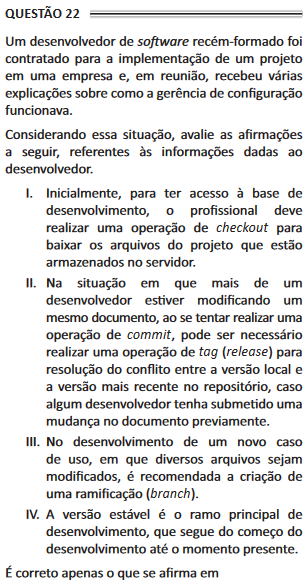 QUESTÃO 22
Um desenvolvedor de software recém-formado foi
contratado para a implementação de um projeto
em uma empresa e, em reunião, recebeu várias
explicações sobre como a gerência de configuração
funcionava.
Considerando essa situação, avalie as afirmações
a seguir, referentes às informações dadas ao
desenvolvedor.
I. Inicialmente, para ter acesso à base de
desenvolvimento, o profissional deve
realizar uma operação de checkout para
baixar os arquivos do projeto que estão
armazenados no servidor.
II. Na situação em que mais de um
desenvolvedor estiver modificando um
mesmo documento, ao se tentar realizar uma
operação de commit, pode ser necessário
realizar uma operação de tag (release) para
resolução do conflito entre a versão local e
a versão mais recente no repositório, caso
algum desenvolvedor tenha submetido uma
mudança no documento previamente.
III. No desenvolvimento de um novo caso
de uso, em que diversos arquivos sejam
modificados, é recomendada a criação de
uma ramificação (branch).
IV. A versão estável é o ramo principal de
desenvolvimento, que segue do começo do
desenvolvimento até o momento presente.
É correto apenas o que se afirma em